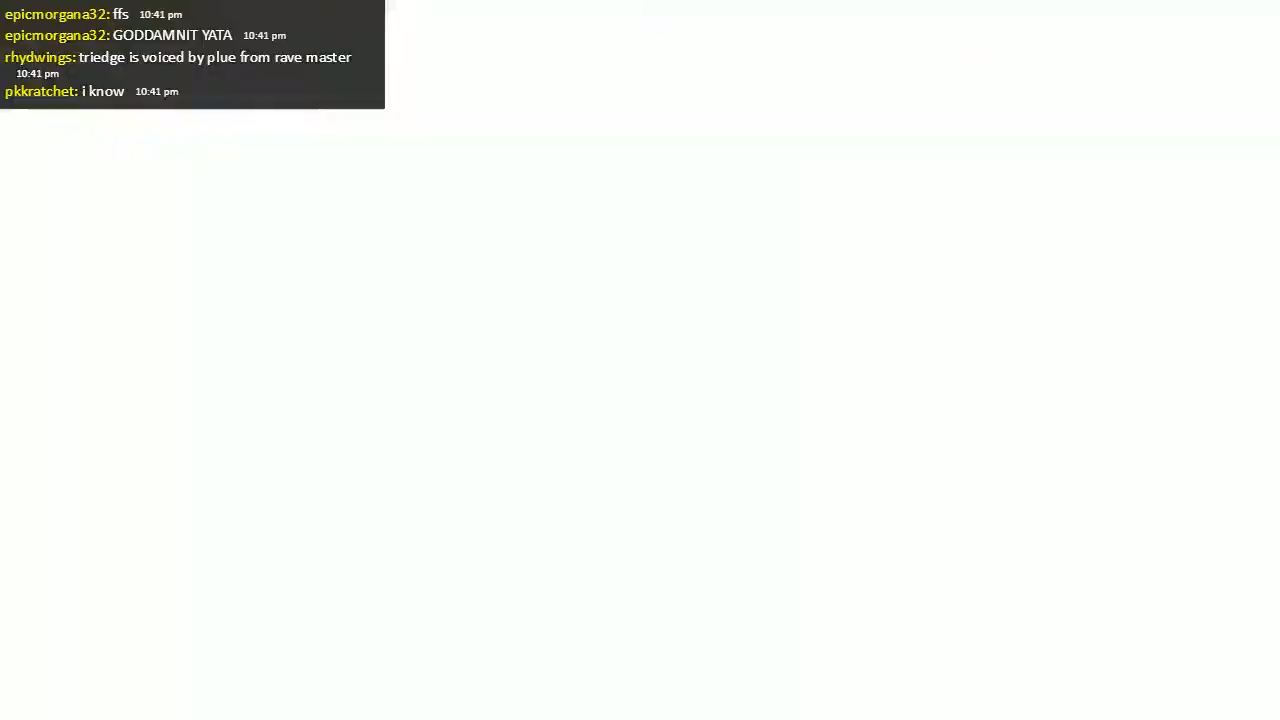 epicmorgana32: ffs 10:41 pm
epicmorgana32: GODDAMNIT YATA 10:41 pm
rhydwings: triedge is voiced by plue from rave master
10:41 pm
pkkratchet: i know 10:41 pm